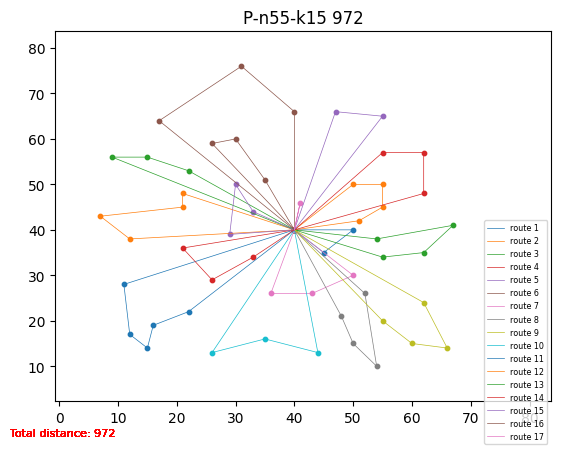 P-n55-k15 972
80
70
60
50
40
30
20
10
0 10 20 30 40 50 60 70 80
route 1
route 2
route 3
route 4
route 5
route 6
route 7
route 8
route 9
route 10
route 11
route 12
route 13
route 14
route 15
route 16
route 17
Total distance: 972